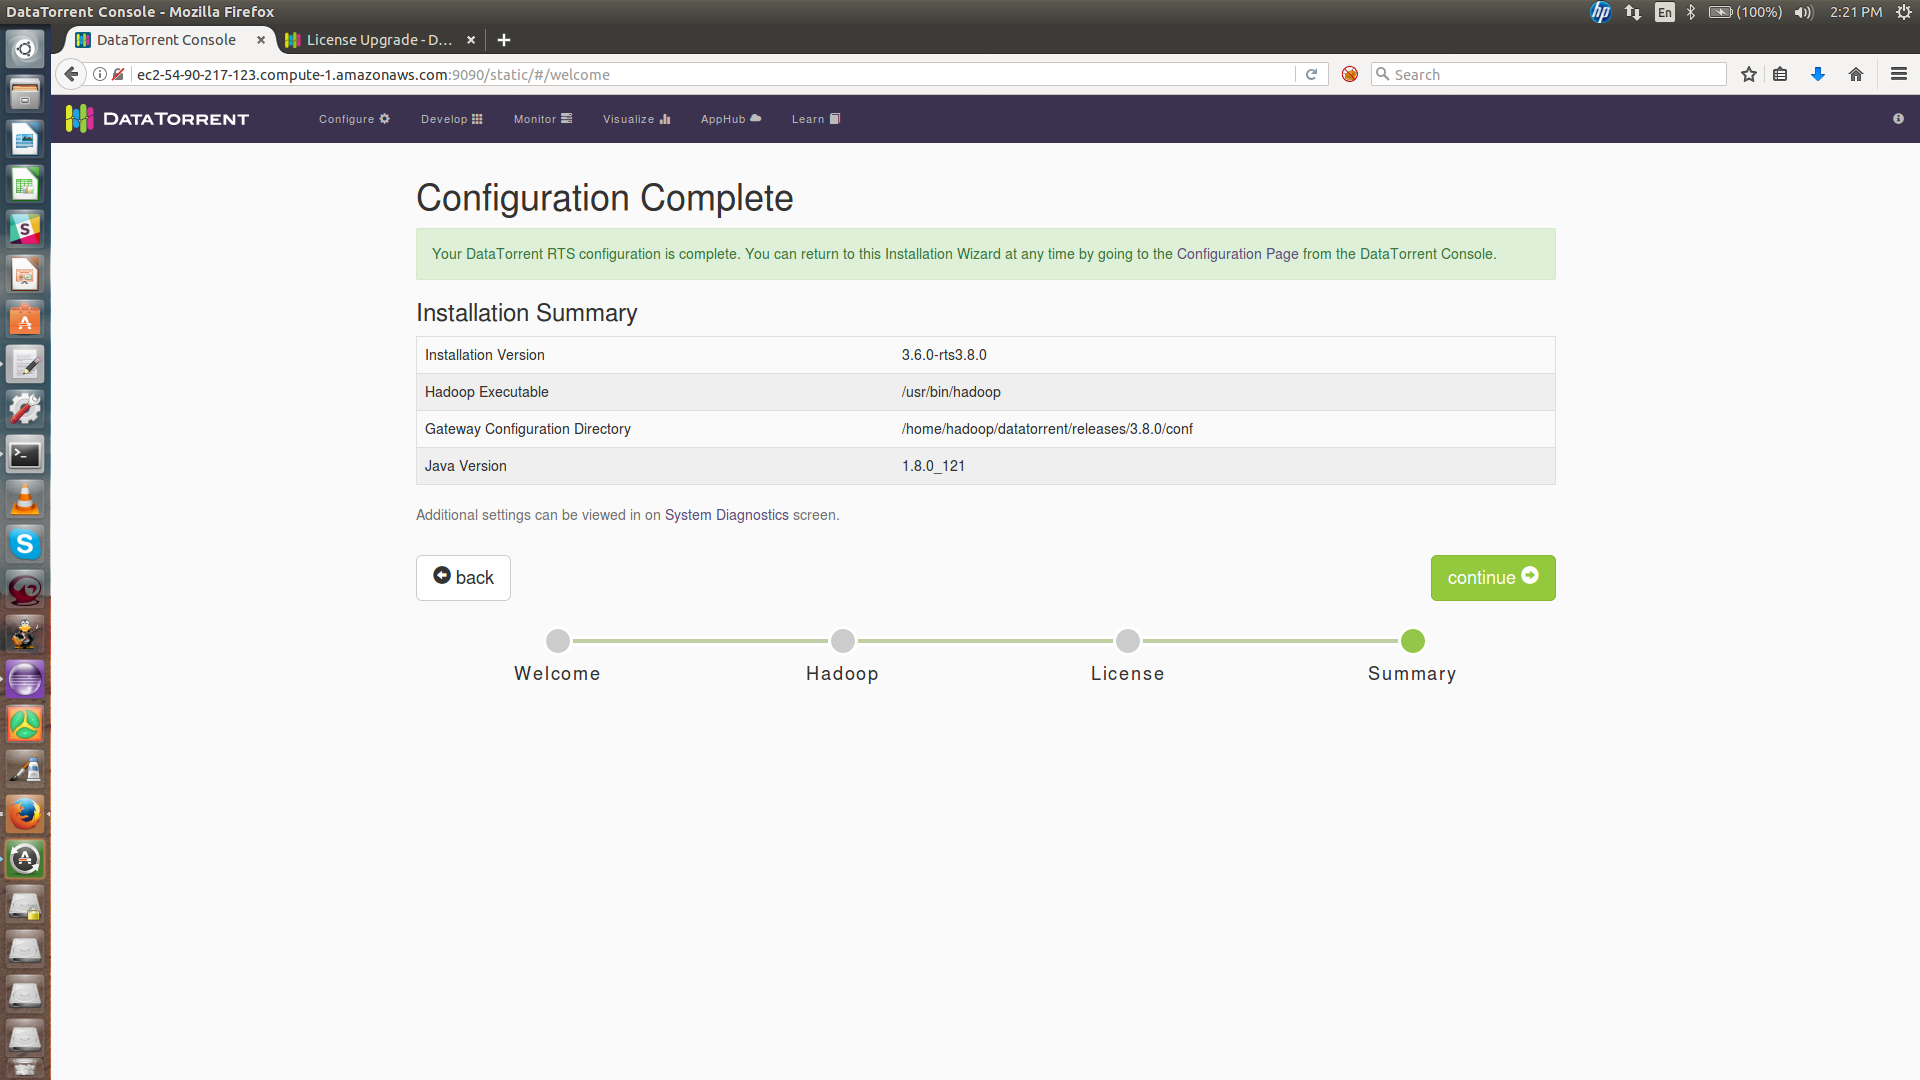 DataTorrent Console - Mozilla Firefox
hp En (100%) 2:21 PM
DataTorrent Console × License Upgrade - D... × +
ec2-54-90-217-123.compute-1.amazonaws.com:9090/static/#/welcome Search
DATATORRENT Configure Develop Monitor Visualize AppHub Learn
Configuration Complete
Your DataTorrent RTS configuration is complete. You can return to this Installation Wizard at any time by going to the Configuration Page from the DataTorrent Console.
Installation Summary
Installation Version 3.6.0-rts3.8.0
Hadoop Executable /usr/bin/hadoop
Gateway Configuration Directory /home/hadoop/datatorrent/releases/3.8.0/conf
Java Version 1.8.0_121
Additional settings can be viewed in on System Diagnostics screen.
back continue
Welcome Hadoop License Summary